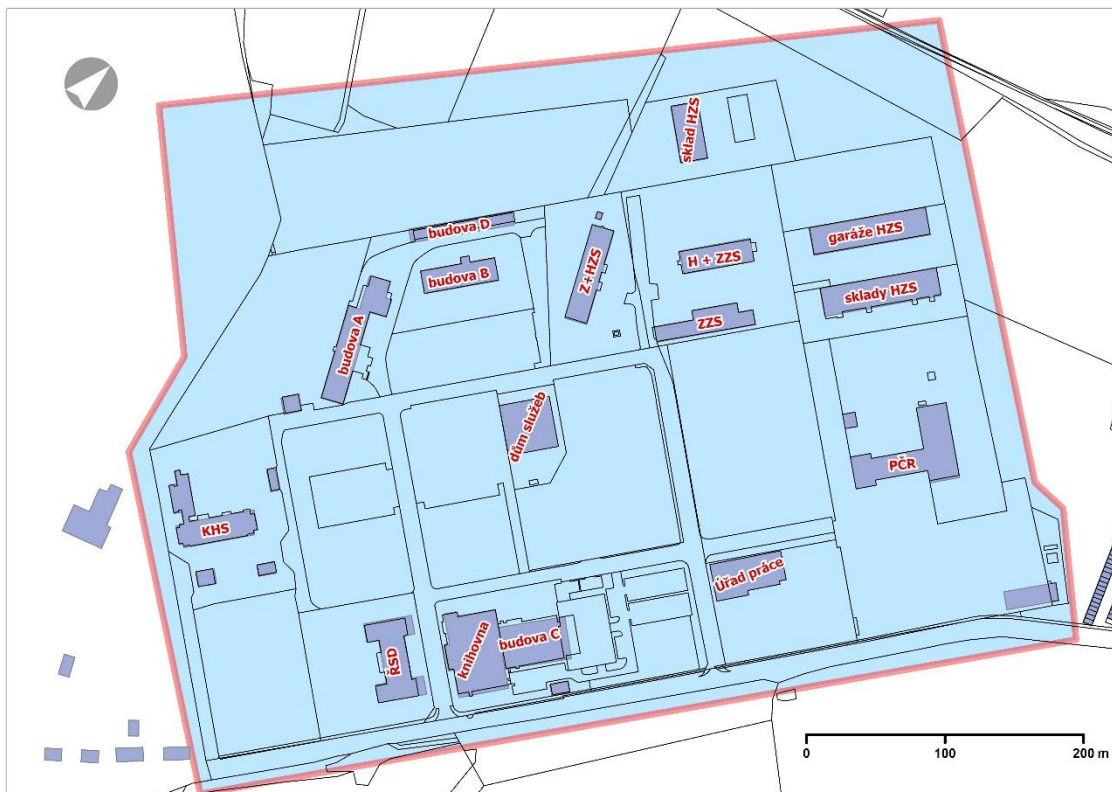 sklad HZS
budova D
garáže HZS
budova B
Z+HZS
H + ZZS
sklady HZS
ZZS
budova A
dům služeb
PČR
KHS
Úřad práce
knihovna
budova C
ŘSD
0 100 200 m